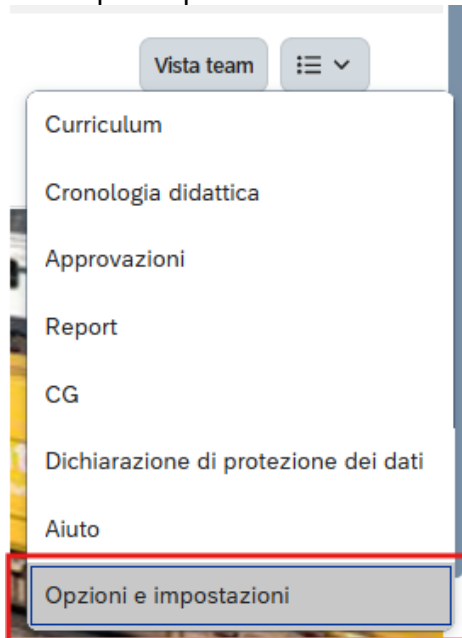 Vista team
Curriculum
Cronologia didattica
Approvazioni
Report
CG
Dichiarazione di protezione dei dati
Aiuto
Opzioni e impostazioni